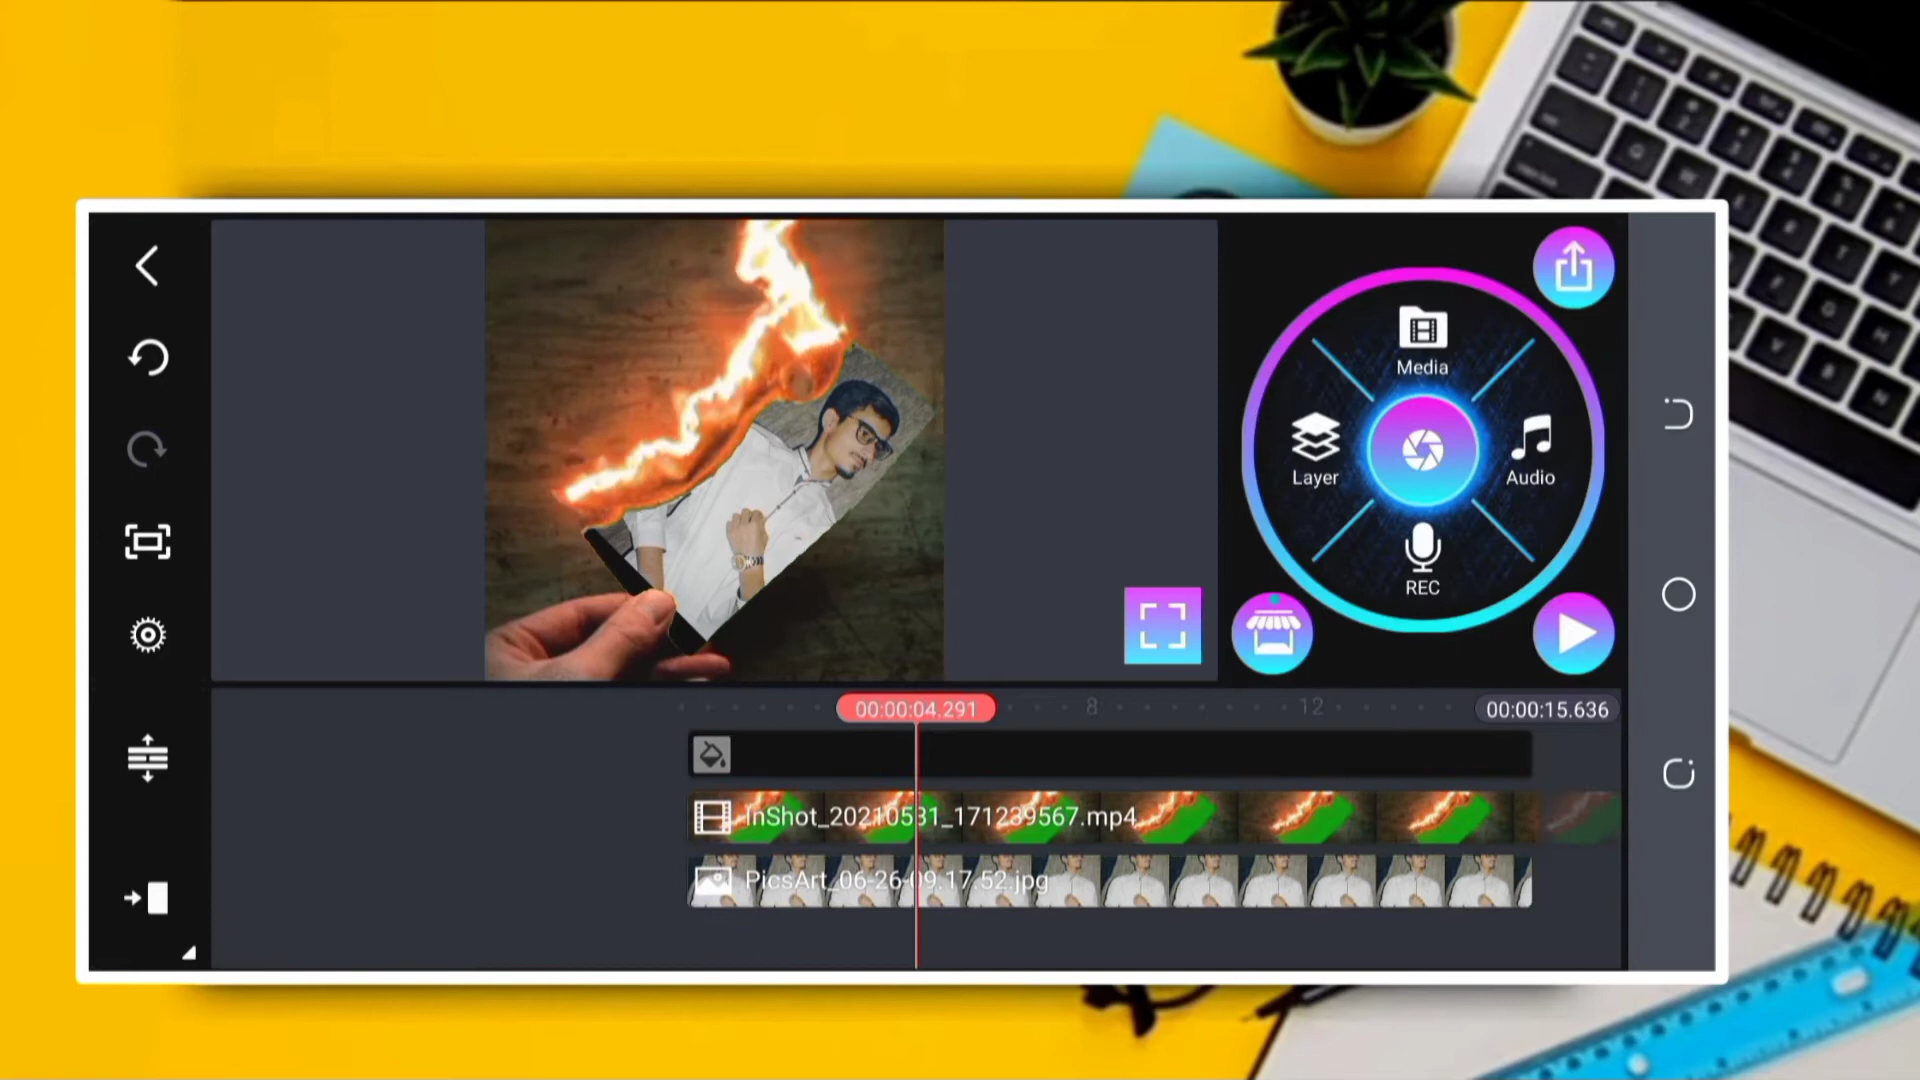 Media
Layer
Audio
REC
00:00:04.291
8
12
00:00:15.636
InShot_20210531_171239567.mp4
PicsArt_06-26-09.17.52.jpg